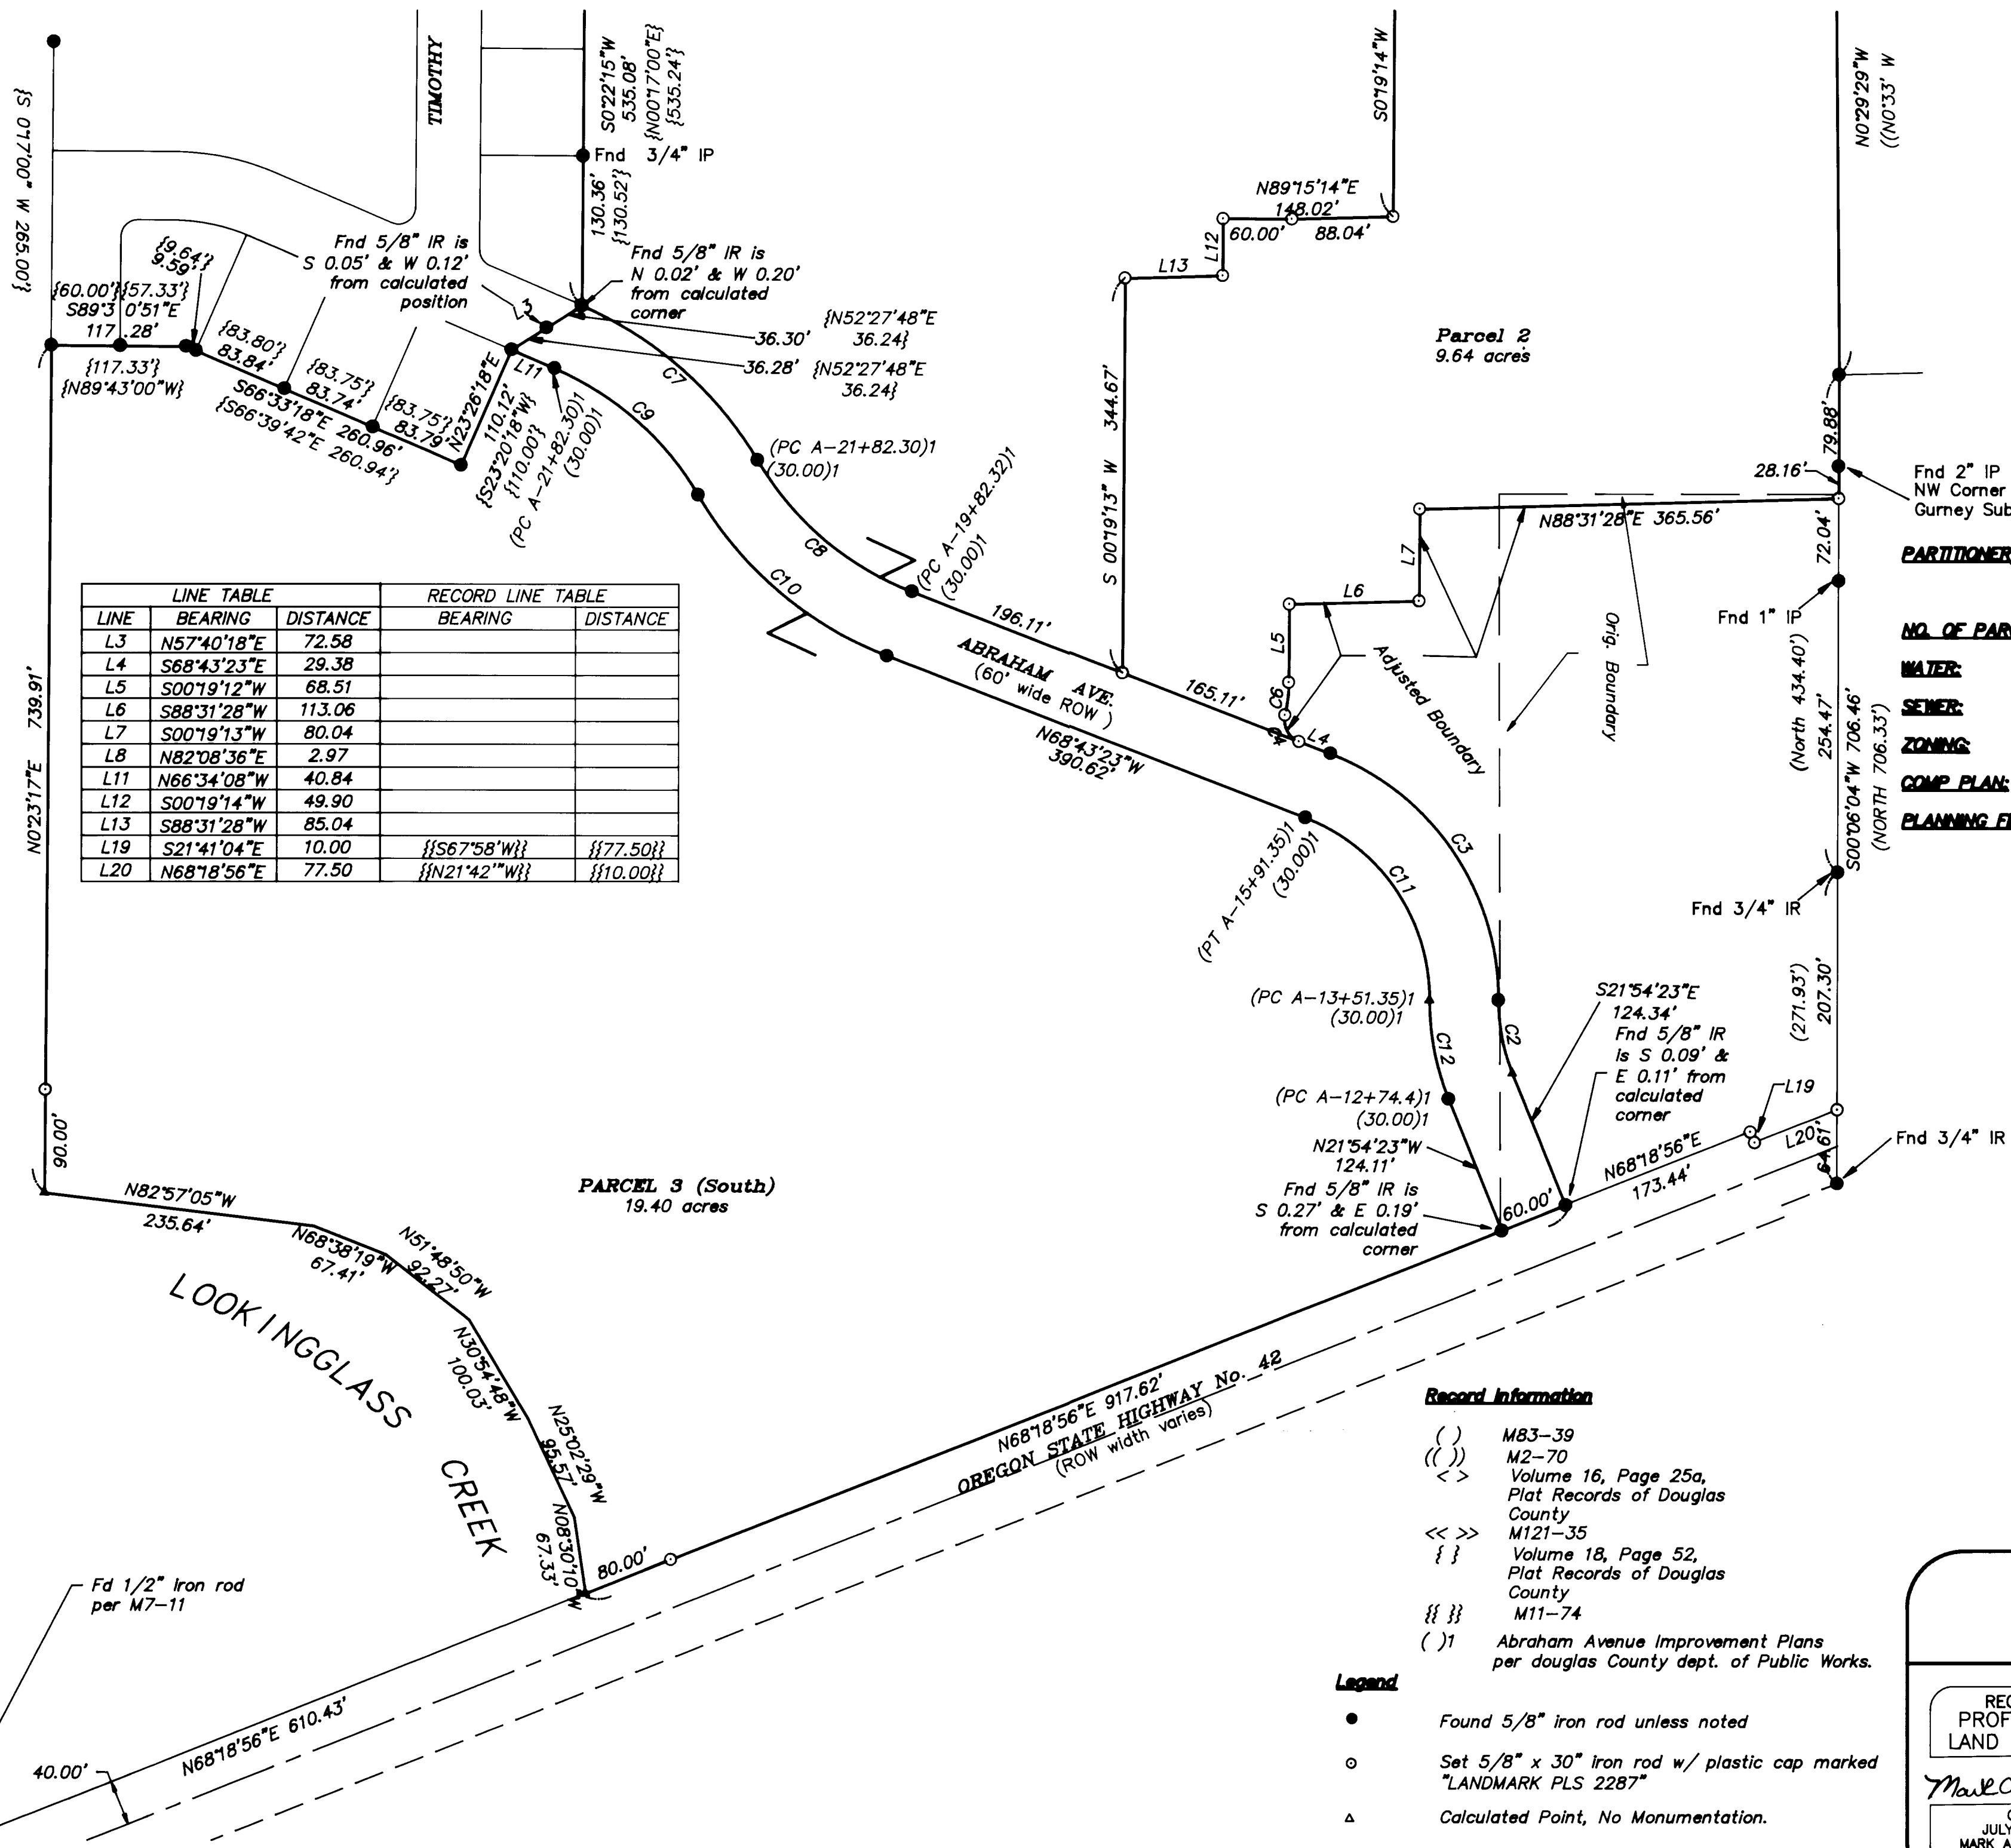 TIMOTHY
S0°22'15"W
535.08'
{N00°17'00"E}
{535.24'}
S0°19'14"W
N0°29'29"W
((N0°33' W
{S 0°17'00" W 265.00'}
Fnd 3/4" IP
130.36'
{130.52'}
N89°15'14"E
148.02'
60.00'
88.04'
L12
L13
Fnd 5/8" IR is
S 0.05' & W 0.12'
from calculated
position
L3
Fnd 5/8" IR is
N 0.02' & W 0.20'
from calculated
corner
{9.64'}
9.59'
{60.00'}{57.33'}
S89°3 0'51"E
117.28'
{117.33'}
{N89°43'00"W}
{83.80'}
83.84'
{83.75'}
83.74'
{83.75'}
83.79'
S66°33'18"E 260.96'
{S66°39'42"E 260.94'}
N23°26'18"E
110.12'
{S23°20'18"W}
{110.00'}
(PC A-21+82.30)1
(30.00)1
L11
36.30'
{N52°27'48"E
36.24}
36.28'
{N52°27'48"E
36.24}
C7
C9
(PC A-21+82.30)1
(30.00)1
C8
C10
(PC A-19+82.32)1
(30.00)1
Parcel 2
9.64 acres
S 00°19'13" W 344.67'
79.88'
28.16'
Fnd 2" IP
NW Corner
Gurney Sub
N88°31'28"E 365.56'
72.04'
L7
L6
L5
C6
L4
Fnd 1" IP
PARTITIONER
NO. OF PAR
WATER:
SEWER:
ZONING:
COMP PLAN:
PLANNING FI
Orig. Boundary
Adjusted Boundary
(North 434.40')
254.47'
S00°06'04"W 706.46'
(NORTH 706.33')
196.11'
ABRAHAM AVE.
(60' wide ROW )
165.11'
N68°43'23"W
390.62'
LINE TABLE RECORD LINE TABLE
LINE BEARING DISTANCE BEARING DISTANCE
L3 N57°40'18"E 72.58
L4 S68°43'23"E 29.38
L5 S00°19'12"W 68.51
L6 S88°31'28"W 113.06
L7 S00°19'13"W 80.04
L8 N82°08'36"E 2.97
L11 N66°34'08"W 40.84
L12 S00°19'14"W 49.90
L13 S88°31'28"W 85.04
L19 S21°41'04"E 10.00 {{S67°58'W}} {{77.50}}
L20 N68°18'56"E 77.50 {{N21°42'"W}} {{10.00}}
N0°23'17"E 739.91'
90.00'
C3
C11
(PT A-15+91.35)1
(30.00)1
Fnd 3/4" IR
(PC A-13+51.35)1
(30.00)1
C12
C2
S21°54'23"E
124.34'
Fnd 5/8" IR
is S 0.09' &
E 0.11' from
calculated
corner
(271.93')
207.30'
(PC A-12+74.4)1
(30.00)1
N21°54'23"W
124.11'
Fnd 5/8" IR is
S 0.27' & E 0.19'
from calculated
corner
60.00'
L19
L20
64.61'
N68°18'56"E
173.44'
Fnd 3/4" IR
N82°57'05"W
235.64'
N68°38'19"W
67.41'
N51°48'50"W
92.27'
N30°54'48"W
100.03'
N25°02'29"W
95.57'
N08°30'10"W
67.33'
PARCEL 3 (South)
19.40 acres
LOOKINGGLASS
CREEK
80.00'
N68°18'56"E 917.62'
OREGON STATE HIGHWAY No. 42
(ROW width varies)
Fd 1/2" iron rod
per M7-11
N68°18'56"E 610.43'
40.00'
Record Information
( ) M83-39
(( )) M2-70
< > Volume 16, Page 25a,
Plat Records of Douglas
County
<< >> M121-35
{ } Volume 18, Page 52,
Plat Records of Douglas
County
{{ }} M11-74
( )1 Abraham Avenue Improvement Plans
per douglas County dept. of Public Works.
Legend
Found 5/8" iron rod unless noted
Set 5/8" x 30" iron rod w/ plastic cap marked
"LANDMARK PLS 2287"
Calculated Point, No Monumentation.
REG
PROF
LAND
JULY
MARK A